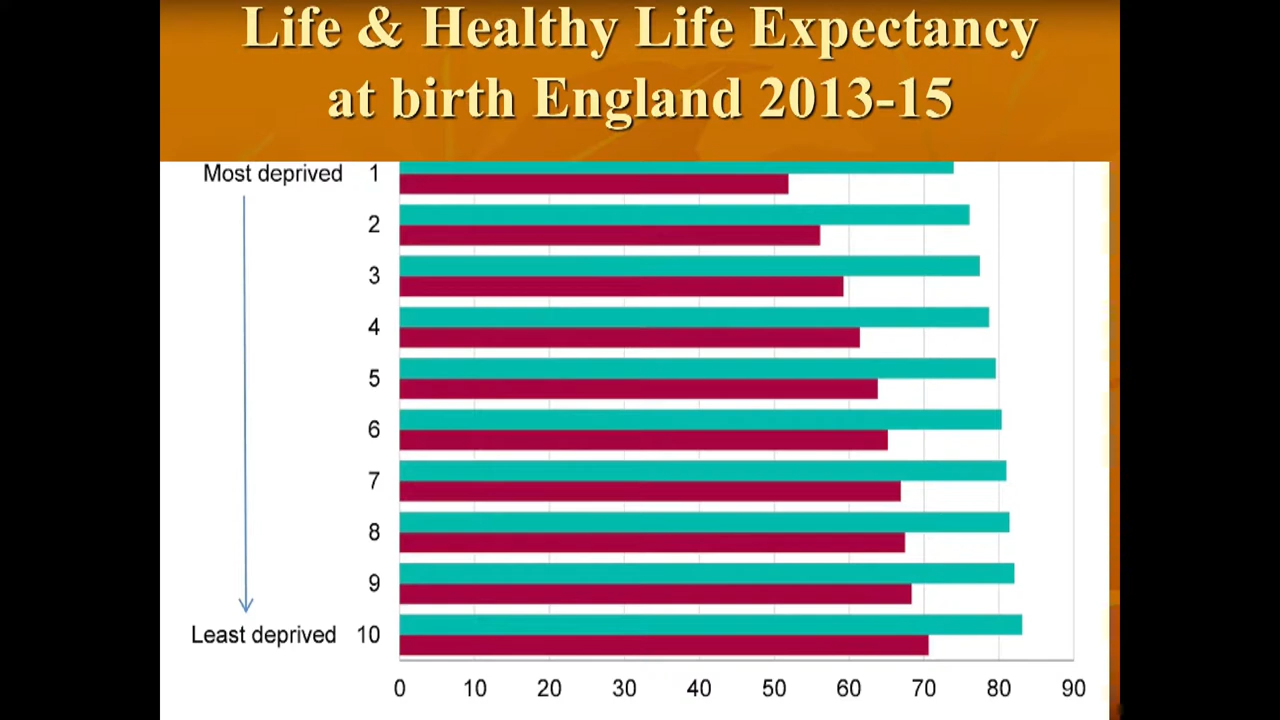 Life & Healthy Life Expectancy
at birth England 2013-15
Most deprived 1
2
3
4
5
6
7
8
9
Least deprived 10
0 10 20 30 40 50 60 70 80 90